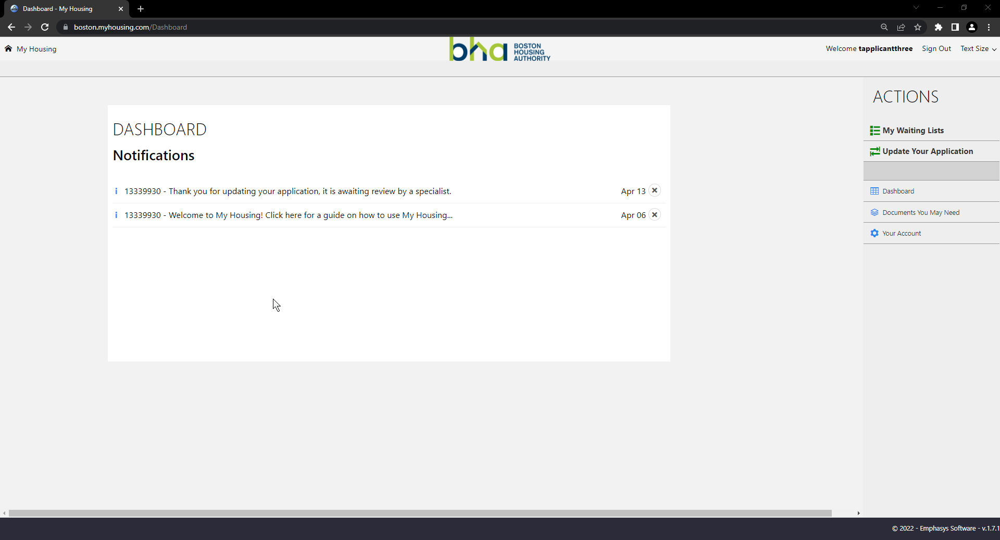 Dashboard - My Housing
boston.myhousing.com/Dashboard
My Housing
bha BOSTON
HOUSING
AUTHORITY
Welcome tapplicantthree Sign Out Text Size
ACTIONS
My Waiting Lists
Update Your Application
Dashboard
Documents You May Need
Your Account
DASHBOARD
Notifications
13339930 - Thank you for updating your application, it is awaiting review by a specialist. Apr 13
13339930 - Welcome to My Housing! Click here for a guide on how to use My Housing... Apr 06
© 2022 - Emphasys Software - v.1.7.1